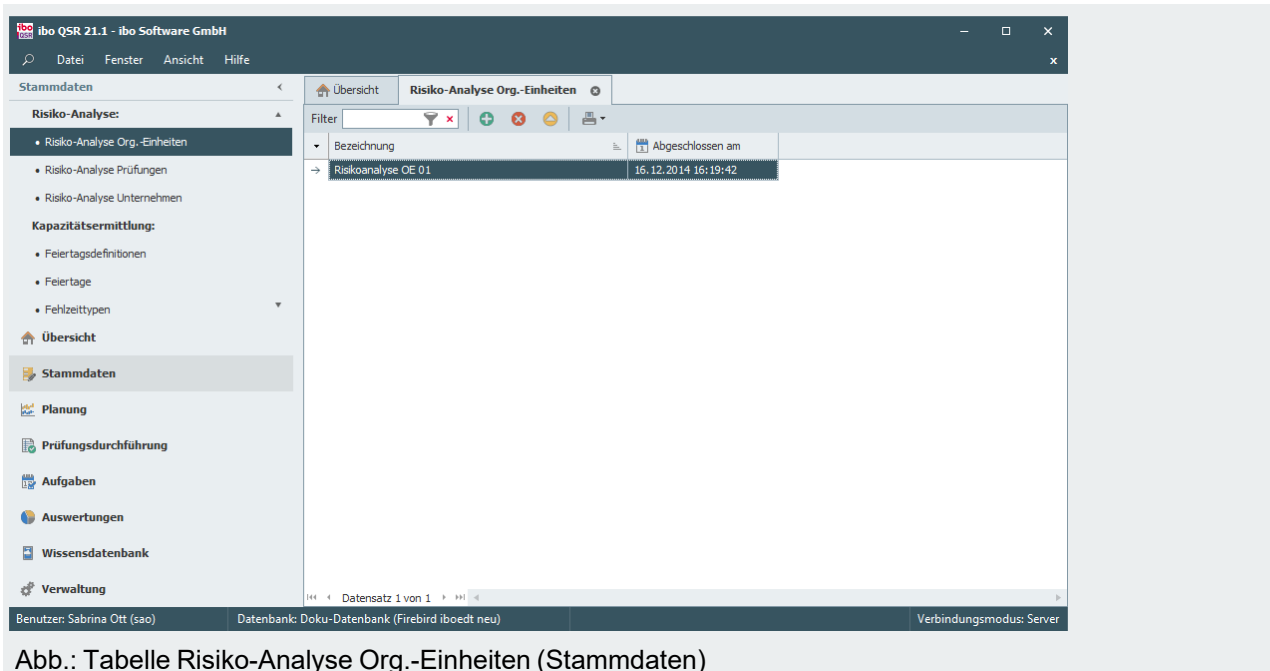 ibo QSR 21.1 - ibo Software GmbH
Datei Fenster Ansicht Hilfe
Stammdaten
Risiko-Analyse:
• Risiko-Analyse Org.-Einheiten
• Risiko-Analyse Prüfungen
• Risiko-Analyse Unternehmen
Kapazitätsermittlung:
• Feiertagsdefinitionen
• Feiertage
• Fehlzeittypen
Übersicht
Stammdaten
Planung
Prüfungsdurchführung
Aufgaben
Auswertungen
Wissensdatenbank
Verwaltung
Übersicht Risiko-Analyse Org.-Einheiten
Filter
Bezeichnung Abgeschlossen am
Risikoanalyse OE 01 16.12.2014 16:19:42
Datensatz 1 von 1
Benutzer: Sabrina Ott (sao) Datenbank: Doku-Datenbank (Firebird iboedt neu) Verbindungsmodus: Server
Abb.: Tabelle Risiko-Analyse Org.-Einheiten (Stammdaten)